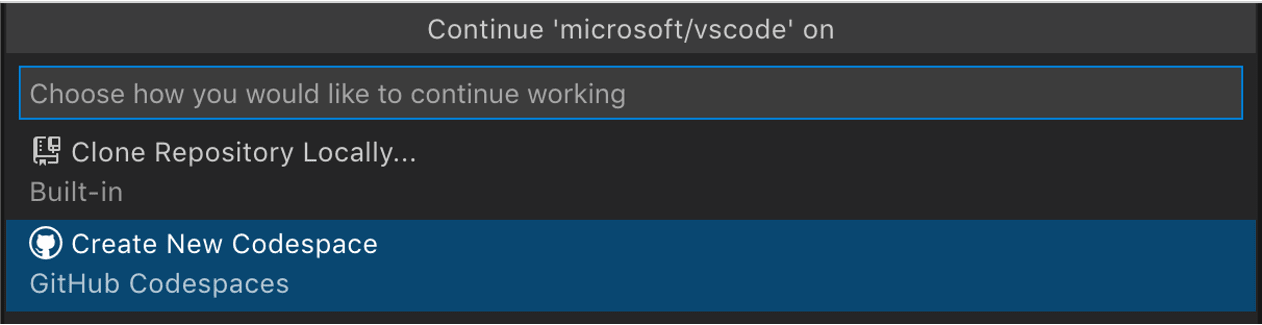 Continue 'microsoft/vscode' on
Choose how you would like to continue working
Clone Repository Locally...
Built-in
Create New Codespace
GitHub Codespaces